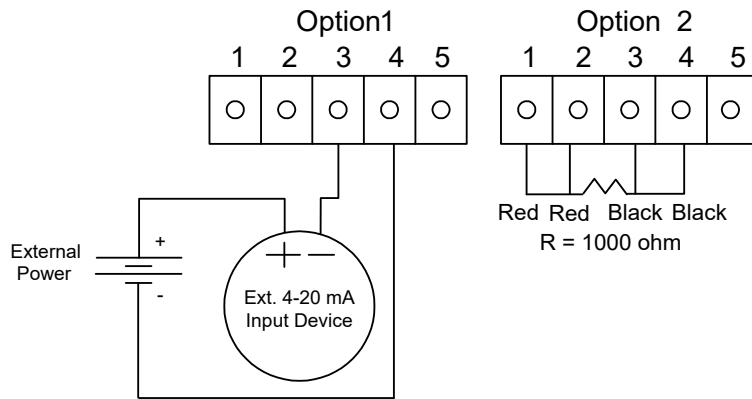 Option1
1 2 3 4 5
External
Power
+
-
+ −
Ext. 4-20 mA
Input Device
Option 2
1 2 3 4 5
Red Red Black Black
R = 1000 ohm